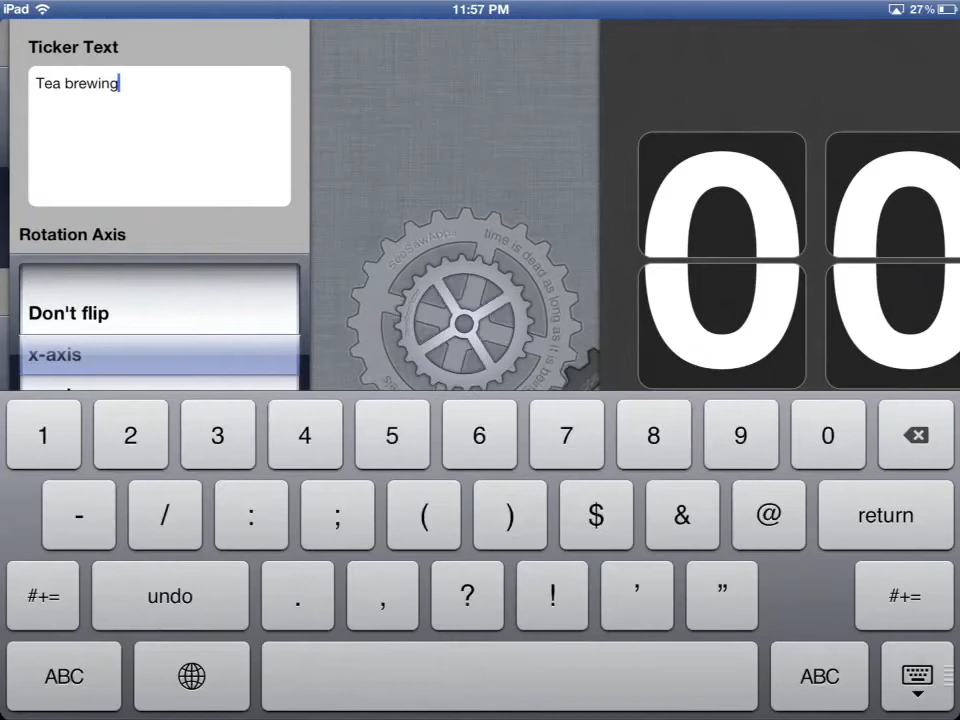 iPad
11:57 PM
27%
Ticker Text
Tea brewing
Rotation Axis
Don't flip
x-axis
SeeSawApp.
time is dead as long as it is
00
1 2 3 4 5 6 7 8 9 0
- / : ; ( ) $ & @ return
#+= undo . , ? ! ’ ” #+=
ABC ABC